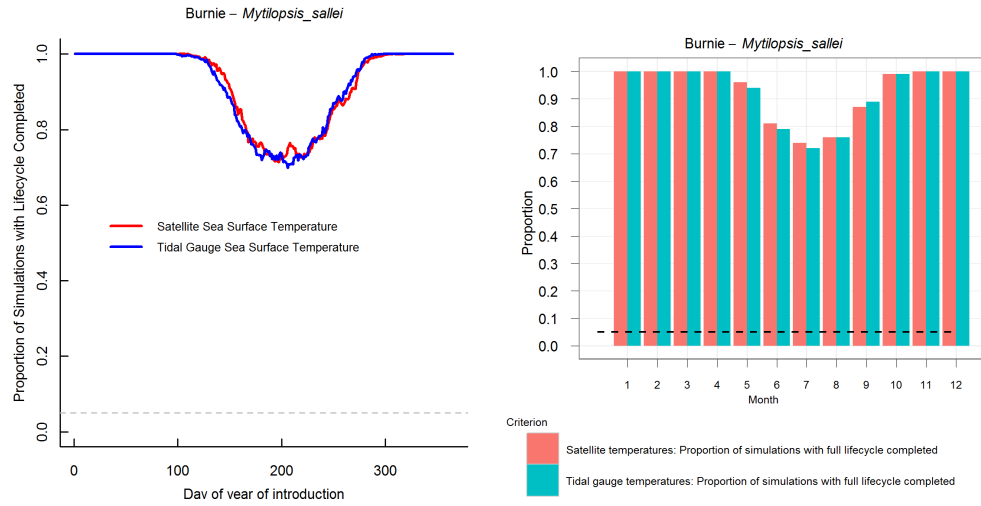 Burnie – Mytilopsis_sallei
Proportion of Simulations with Lifecycle Completed
1.0
0.8
0.6
0.4
0.2
0.0
Satellite Sea Surface Temperature
Tidal Gauge Sea Surface Temperature
0 100 200 300
Day of year of introduction
Burnie – Mytilopsis_sallei
Proportion
1.0
0.9
0.8
0.7
0.6
0.5
0.4
0.3
0.2
0.1
0.0
1 2 3 4 5 6 7 8 9 10 11 12
Month
Criterion
Satellite temperatures: Proportion of simulations with full lifecycle completed
Tidal gauge temperatures: Proportion of simulations with full lifecycle completed